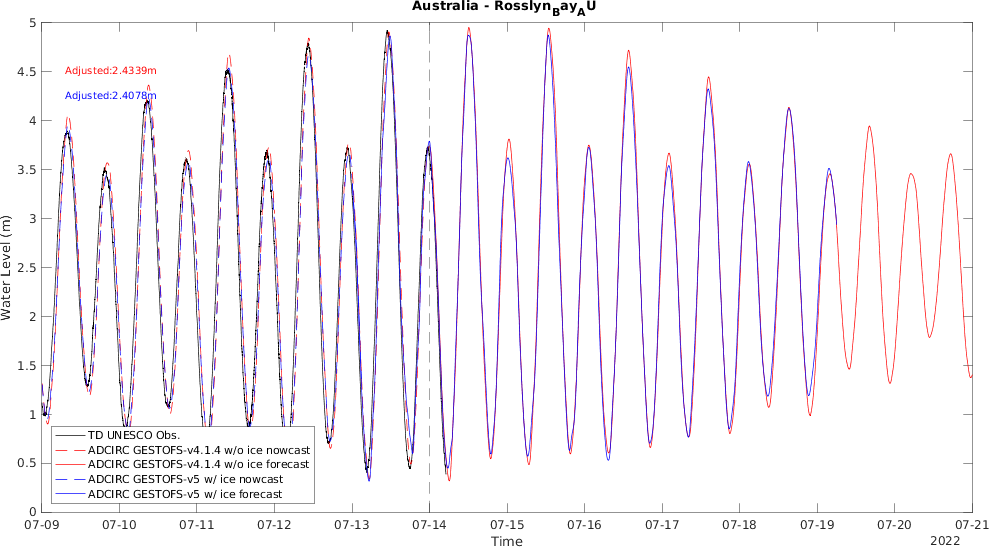 Australia - Rosslyn_Bay_AU
5
4.5
4
3.5
3
2.5
2
1.5
1
0.5
0
Water Level (m)
Adjusted:2.4339m
Adjusted:2.4078m
TD UNESCO Obs.
ADCIRC GESTOFS-v4.1.4 w/o ice nowcast
ADCIRC GESTOFS-v4.1.4 w/o ice forecast
ADCIRC GESTOFS-v5 w/ ice nowcast
ADCIRC GESTOFS-v5 w/ ice forecast
07-09 07-10 07-11 07-12 07-13 07-14 07-15 07-16 07-17 07-18 07-19 07-20 07-21
Time
2022